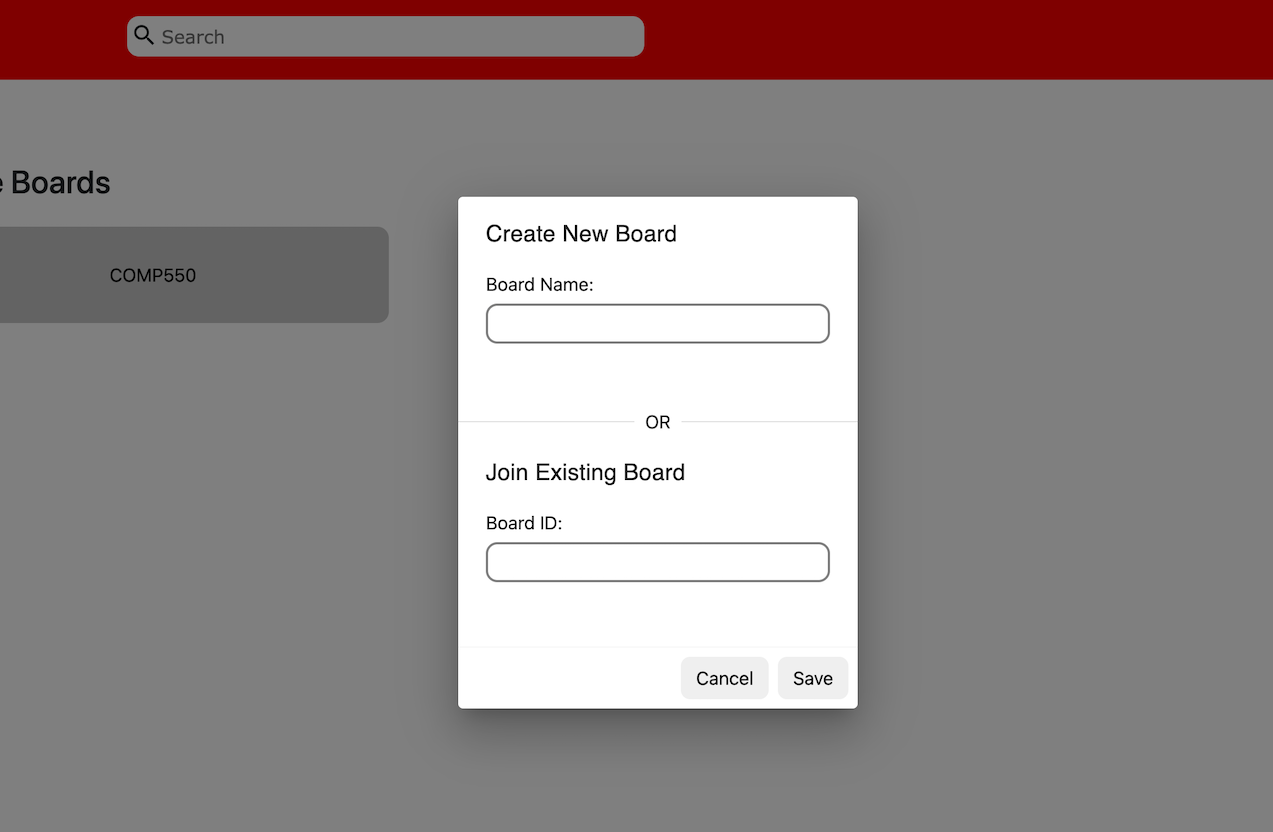 Search
Boards
COMP550
Create New Board
Board Name:
OR
Join Existing Board
Board ID:
Cancel
Save